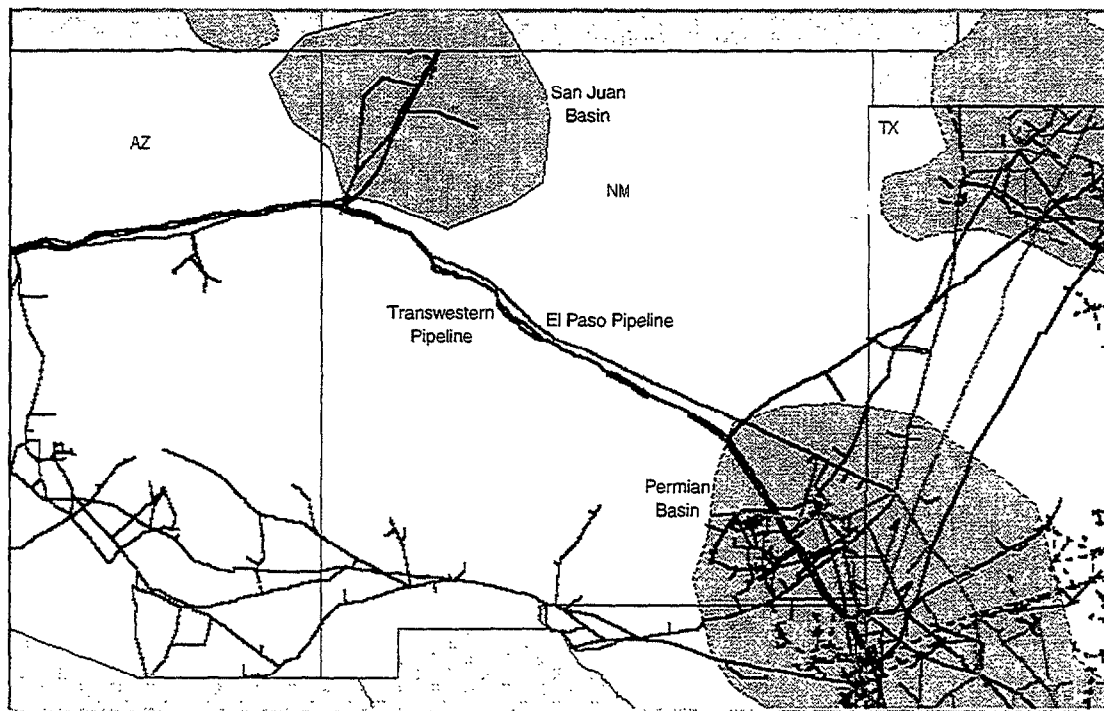 San Juan
Basin
AZ
TX
NM
Transwestern
Pipeline
El Paso Pipeline
Permian
Basin